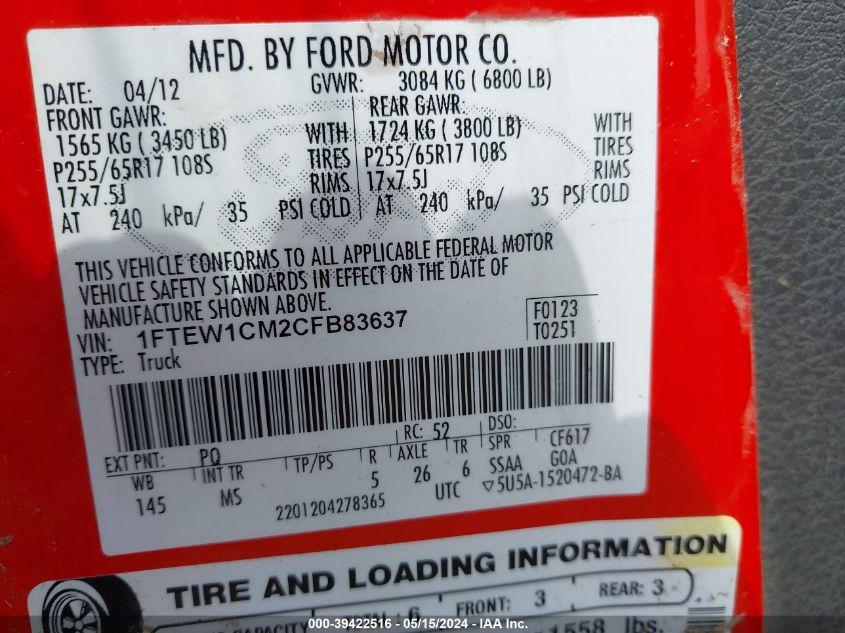 MFD. BY FORD MOTOR CO.
DATE: 04/12 GVWR: 3084 KG ( 6800 LB)
FRONT GAWR: REAR GAWR:
1565 KG ( 3450 LB) WITH 1724 KG ( 3800 LB) WITH
P255/65R17 108S TIRES P255/65R17 108S TIRES
17x7.5J RIMS 17x7.5J RIMS
AT 240 kPa/ 35 PSI COLD AT 240 kPa/ 35 PSI COLD
THIS VEHICLE CONFORMS TO ALL APPLICABLE FEDERAL MOTOR
VEHICLE SAFETY STANDARDS IN EFFECT ON THE DATE OF
MANUFACTURE SHOWN ABOVE.
VIN: 1FTEW1CM2CFB83637 F0123
TYPE: Truck T0251
EXT PNT: PQ RC: 52 DSO:
WB INT TR TP/PS R AXLE TR SPR CF617
145 MS 5 26 6 SSAA GOA
2201204278365 UTC ▽5U5A-1520472-BA
TIRE AND LOADING INFORMATION
FRONT: 3 REAR: 3
1558 lbs.
000-39422516 - 05/15/2024 - IAA Inc.